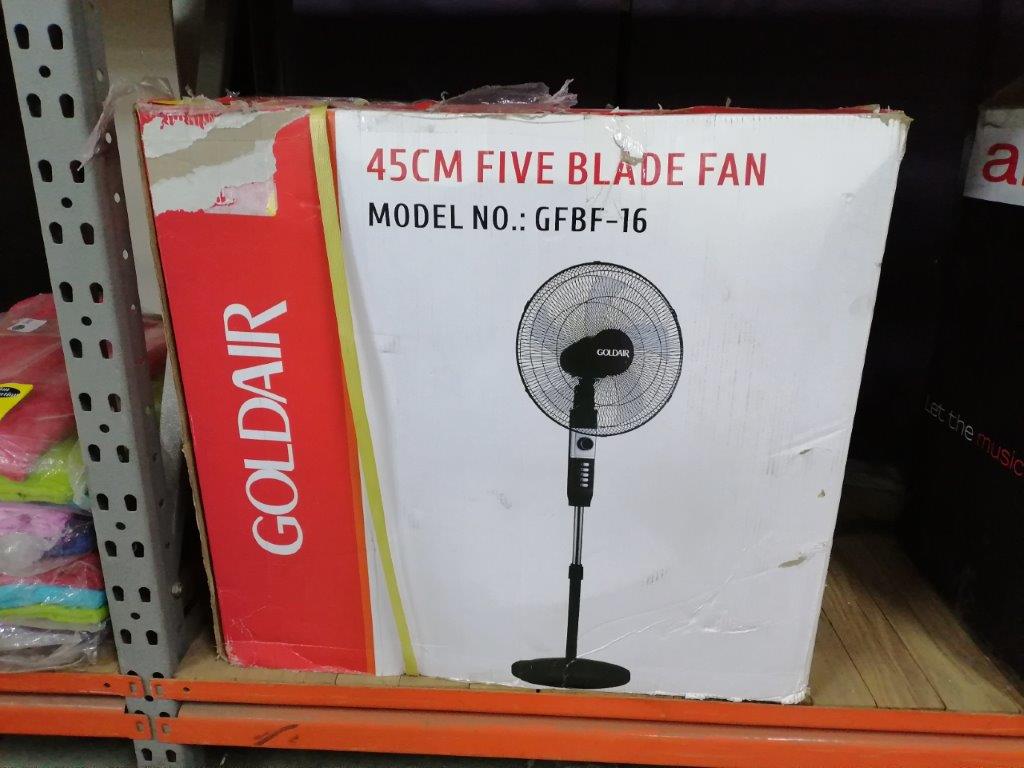 45CM FIVE BLADE FAN
MODEL NO.: GFBF-16
GOLDAIR
GOLDAIR
Let the music